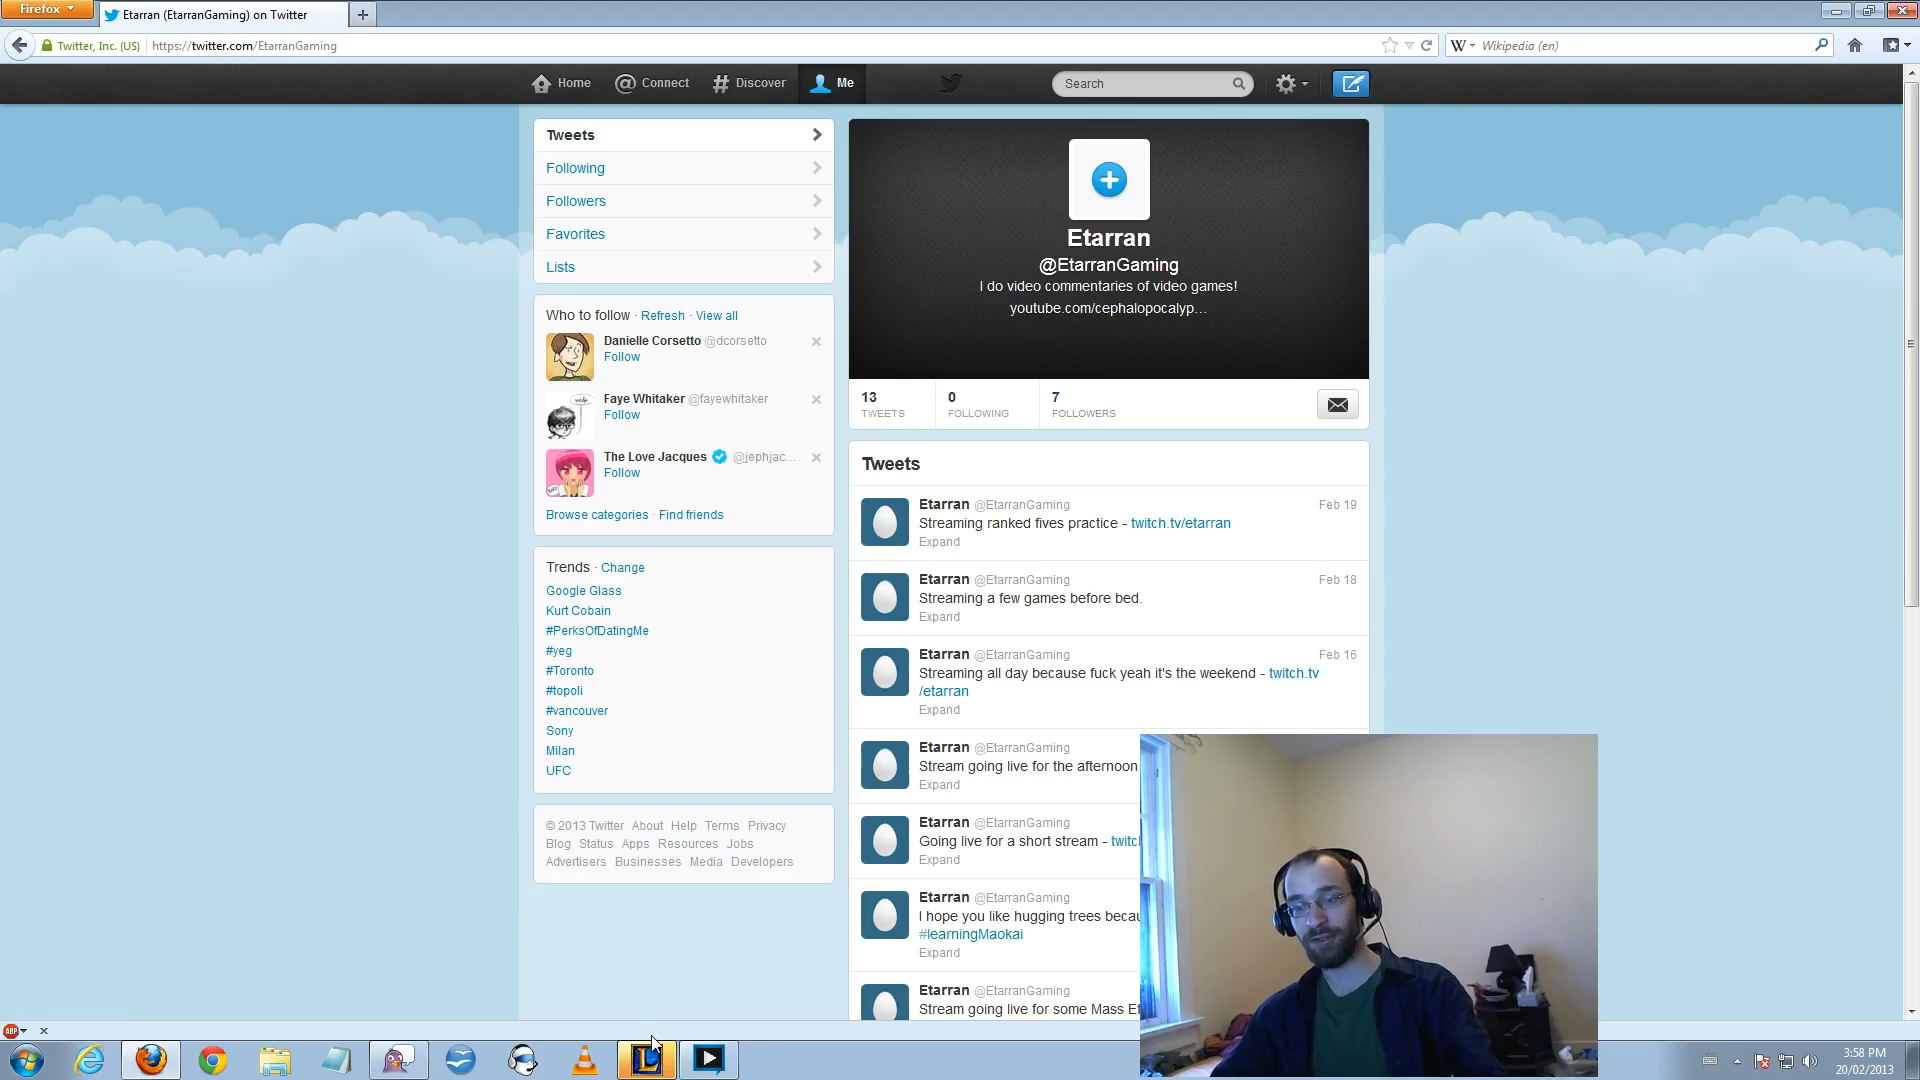 Firefox
Etarran (EtarranGaming) on Twitter
Twitter, Inc. (US)
https://twitter.com/EtarranGaming
Wikipedia (en)
Home
Connect
Discover
Me
Search
Tweets
Following
Followers
Favorites
Lists
Who to follow · Refresh · View all
Danielle Corsetto @dcorsetto
Follow
Faye Whitaker @fayewhitaker
Follow
The Love Jacques @jephjac...
Follow
Browse categories · Find friends
Trends · Change
Google Glass
Kurt Cobain
#PerksOfDatingMe
#yeg
#Toronto
#topoli
#vancouver
Sony
Milan
UFC
© 2013 Twitter About Help Terms Privacy
Blog Status Apps Resources Jobs
Advertisers Businesses Media Developers
Etarran
@EtarranGaming
I do video commentaries of video games!
youtube.com/cephalopocalyp...
13 0 7
TWEETS FOLLOWING FOLLOWERS
Tweets
Etarran @EtarranGaming Feb 19
Streaming ranked fives practice - twitch.tv/etarran
Expand
Etarran @EtarranGaming Feb 18
Streaming a few games before bed.
Expand
Etarran @EtarranGaming Feb 16
Streaming all day because fuck yeah it's the weekend - twitch.tv
/etarran
Expand
Etarran @EtarranGaming
Stream going live for the afternoon
Expand
Etarran @EtarranGaming
Going live for a short stream - twitc
Expand
Etarran @EtarranGaming
I hope you like hugging trees becau
#learningMaokai
Expand
Etarran @EtarranGaming
Stream going live for some Mass Ef
ABP
3:58 PM
20/02/2013